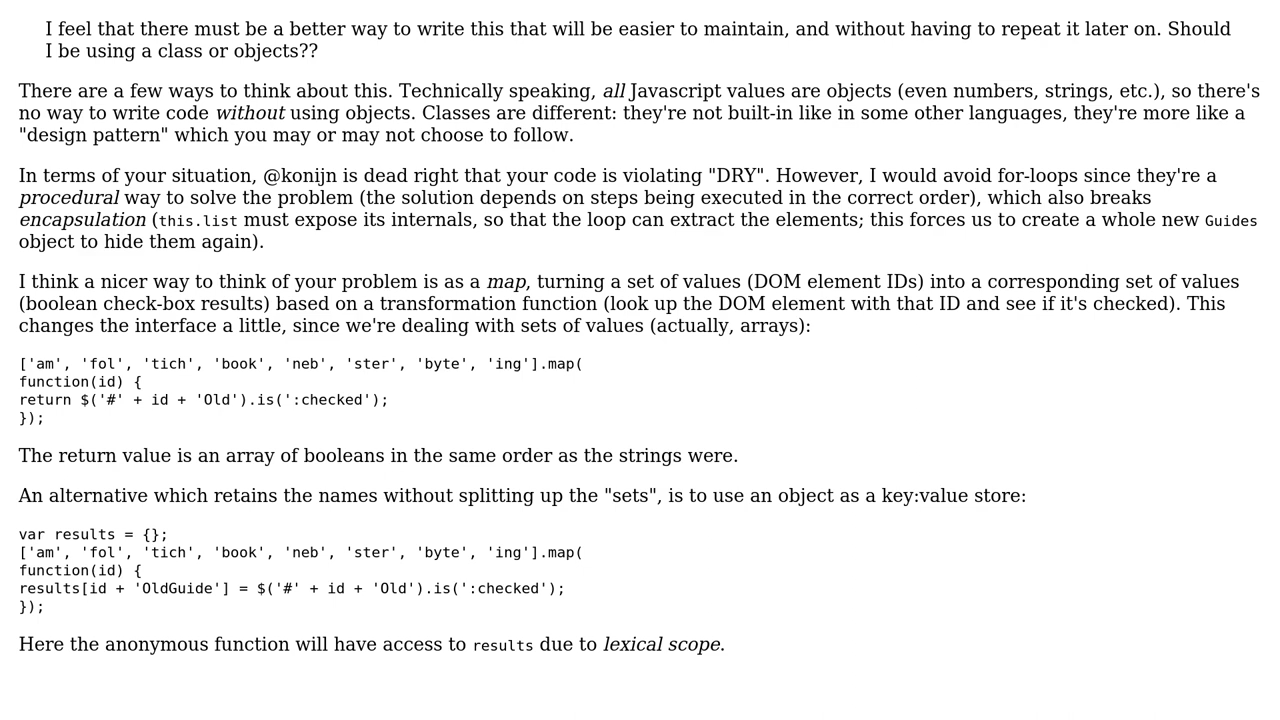 I feel that there must be a better way to write this that will be easier to maintain, and without having to repeat it later on. Should
I be using a class or objects??
There are a few ways to think about this. Technically speaking, all Javascript values are objects (even numbers, strings, etc.), so there's
no way to write code without using objects. Classes are different: they're not built-in like in some other languages, they're more like a
"design pattern" which you may or may not choose to follow.
In terms of your situation, @konijn is dead right that your code is violating "DRY". However, I would avoid for-loops since they're a
procedural way to solve the problem (the solution depends on steps being executed in the correct order), which also breaks
encapsulation (this.list must expose its internals, so that the loop can extract the elements; this forces us to create a whole new Guides
object to hide them again).
I think a nicer way to think of your problem is as a map, turning a set of values (DOM element IDs) into a corresponding set of values
(boolean check-box results) based on a transformation function (look up the DOM element with that ID and see if it's checked). This
changes the interface a little, since we're dealing with sets of values (actually, arrays):
['am', 'fol', 'tich', 'book', 'neb', 'ster', 'byte', 'ing'].map(
function(id) {
return $('#' + id + 'Old').is(':checked');
});
The return value is an array of booleans in the same order as the strings were.
An alternative which retains the names without splitting up the "sets", is to use an object as a key:value store:
var results = {};
['am', 'fol', 'tich', 'book', 'neb', 'ster', 'byte', 'ing'].map(
function(id) {
results[id + 'OldGuide'] = $('#' + id + 'Old').is(':checked');
});
Here the anonymous function will have access to results due to lexical scope.